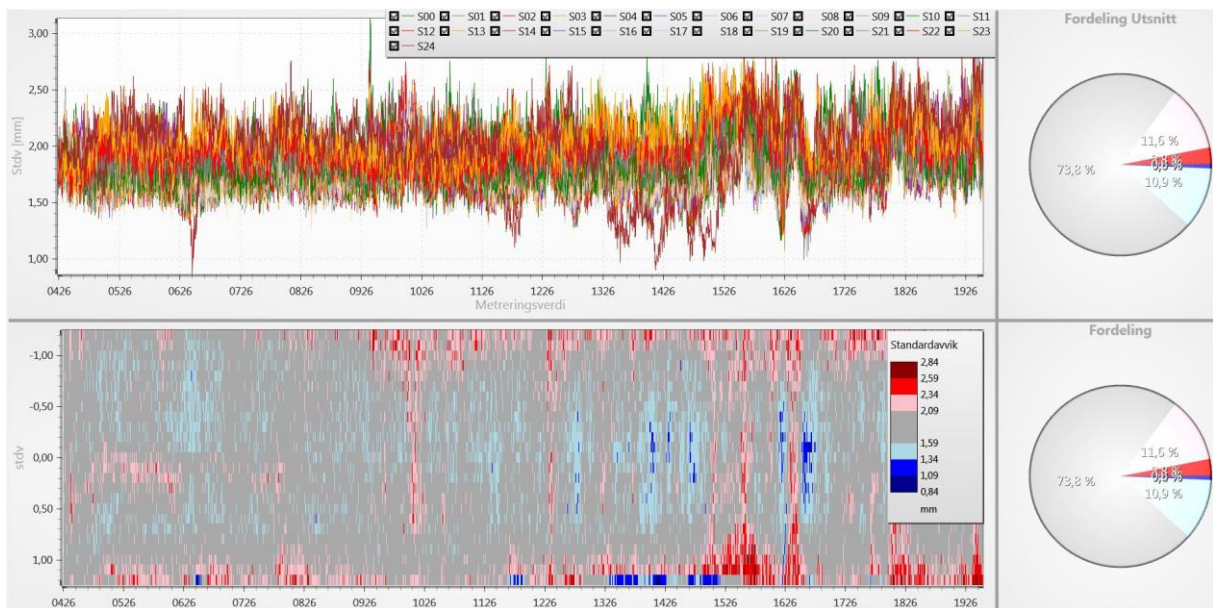 S00 S01 S02 S03 S04 S05 S06 S07 S08 S09 S10 S11
S12 S13 S14 S15 S16 S17 S18 S19 S20 S21 S22 S23
S24
3,00
2,50
2,00
1,50
1,00
Stdv [mm]
0426 0526 0626 0726 0826 0926 1026 1126 1226 1326 1426 1526 1626 1726 1826 1926
Metreringsverdi
Fordeling Utsnitt
11,6 %
73,8 %
10,9 %
-1,00
-0,50
0,00
0,50
1,00
stdv
Standardavvik
2,84
2,59
2,34
2,09
1,59
1,34
1,09
0,84
mm
0426 0526 0626 0726 0826 0926 1026 1126 1226 1326 1426 1526 1626 1726 1826 1926
Fordeling
11,6 %
73,8 %
10,9 %